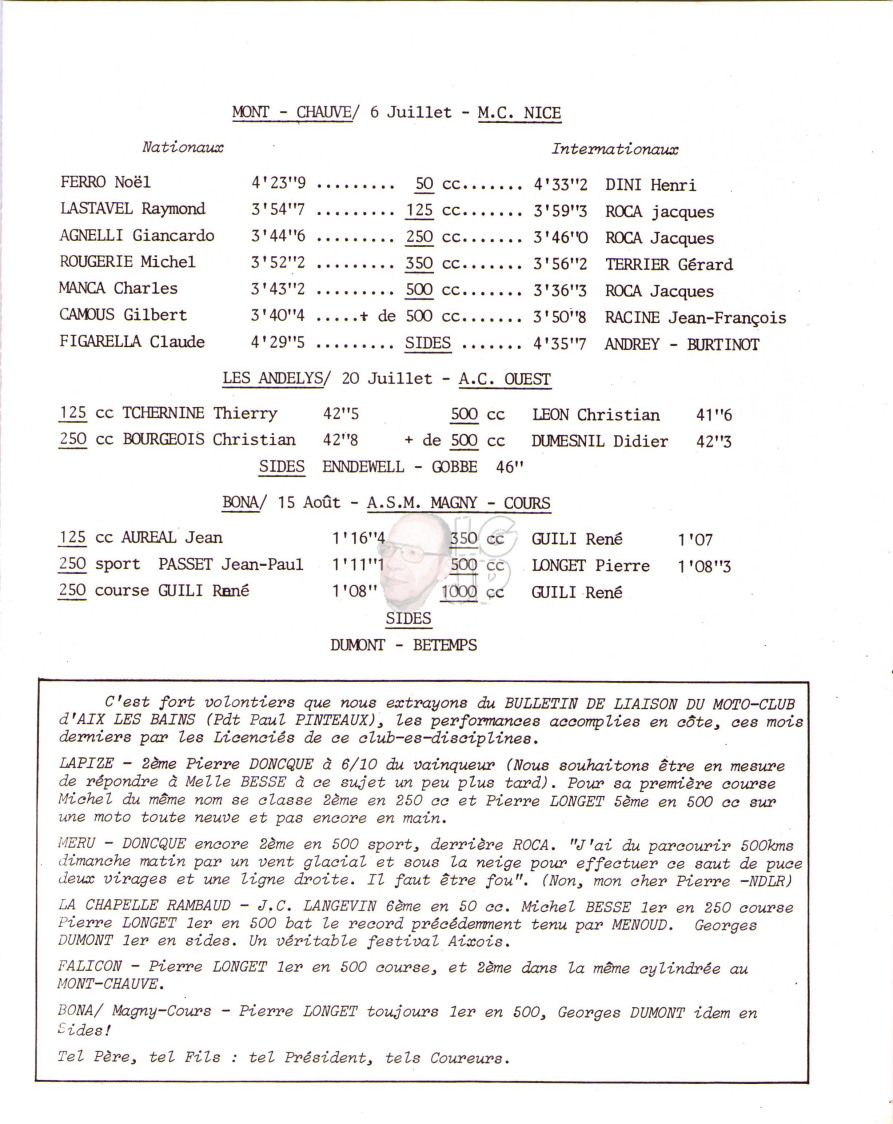 MONT - CHAUVE/ 6 Juillet - M.C. NICE
Nationaux Internationaux
FERRO Noël 4'23"9 ......... 50 cc....... 4'33"2 DINI Henri
LASTAVEL Raymond 3'54"7 ......... 125 cc....... 3'59"3 ROCA jacques
AGNELLI Giancardo 3'44"6 ......... 250 cc....... 3'46"0 ROCA Jacques
ROUGERIE Michel 3'52"2 ......... 350 cc....... 3'56"2 TERRIER Gérard
MANCA Charles 3'43"2 ......... 500 cc....... 3'36"3 ROCA Jacques
CAMOUS Gilbert 3'40"4 .....+ de 500 cc....... 3'50"8 RACINE Jean-François
FIGARELLA Claude 4'29"5 ......... SIDES ....... 4'35"7 ANDREY - BURTINOT
LES ANDELYS/ 20 Juillet - A.C. OUEST
125 cc TCHERNINE Thierry 42"5 500 cc LEON Christian 41"6
250 cc BOURGEOIS Christian 42"8 + de 500 cc DUMESNIL Didier 42"3
SIDES ENNDEWELL - GOBBE 46"
BONA/ 15 Août - A.S.M. MAGNY - COURS
125 cc AUREAL Jean 1'16"4 350 cc GUILI René 1'07
250 sport PASSET Jean-Paul 1'11"1 500 cc LONGET Pierre 1'08"3
250 course GUILI René 1'08" 1000 cc GUILI René
SIDES
DUMONT - BETEMPS
C'est fort volontiers que nous extrayons du BULLETIN DE LIAISON DU MOTO-CLUB
d'AIX LES BAINS (Pdt Paul PINTEAUX), les performances accomplies en côte, ces mois
derniers par les Licenciés de ce club-es-disciplines.
LAPIZE - 2ème Pierre DONCQUE à 6/10 du vainqueur (Nous souhaitons être en mesure
de répondre à Melle BESSE à ce sujet un peu plus tard). Pour sa première course
Michel du même nom se classe 2ème en 250 cc et Pierre LONGET 5ème en 500 cc sur
une moto toute neuve et pas encore en main.
MERU - DONCQUE encore 2ème en 500 sport, derrière ROCA. "J'ai du parcourir 500kms
dimanche matin par un vent glacial et sous la neige pour effectuer ce saut de puce
deux virages et une ligne droite. Il faut être fou". (Non, mon cher Pierre -NDLR)
LA CHAPELLE RAMBAUD - J.C. LANGEVIN 6ème en 50 cc. Michel BESSE 1er en 250 course
Pierre LONGET 1er en 500 bat le record précédemment tenu par MENOUD. Georges
DUMONT 1er en sides. Un véritable festival Aixois.
FALICON - Pierre LONGET 1er en 500 course, et 2ème dans la même cylindrée au
MONT-CHAUVE.
BONA/ Magny-Cours - Pierre LONGET toujours 1er en 500, Georges DUMONT idem en
Sides!
Tel Père, tel Fils : tel Président, tels Coureurs.